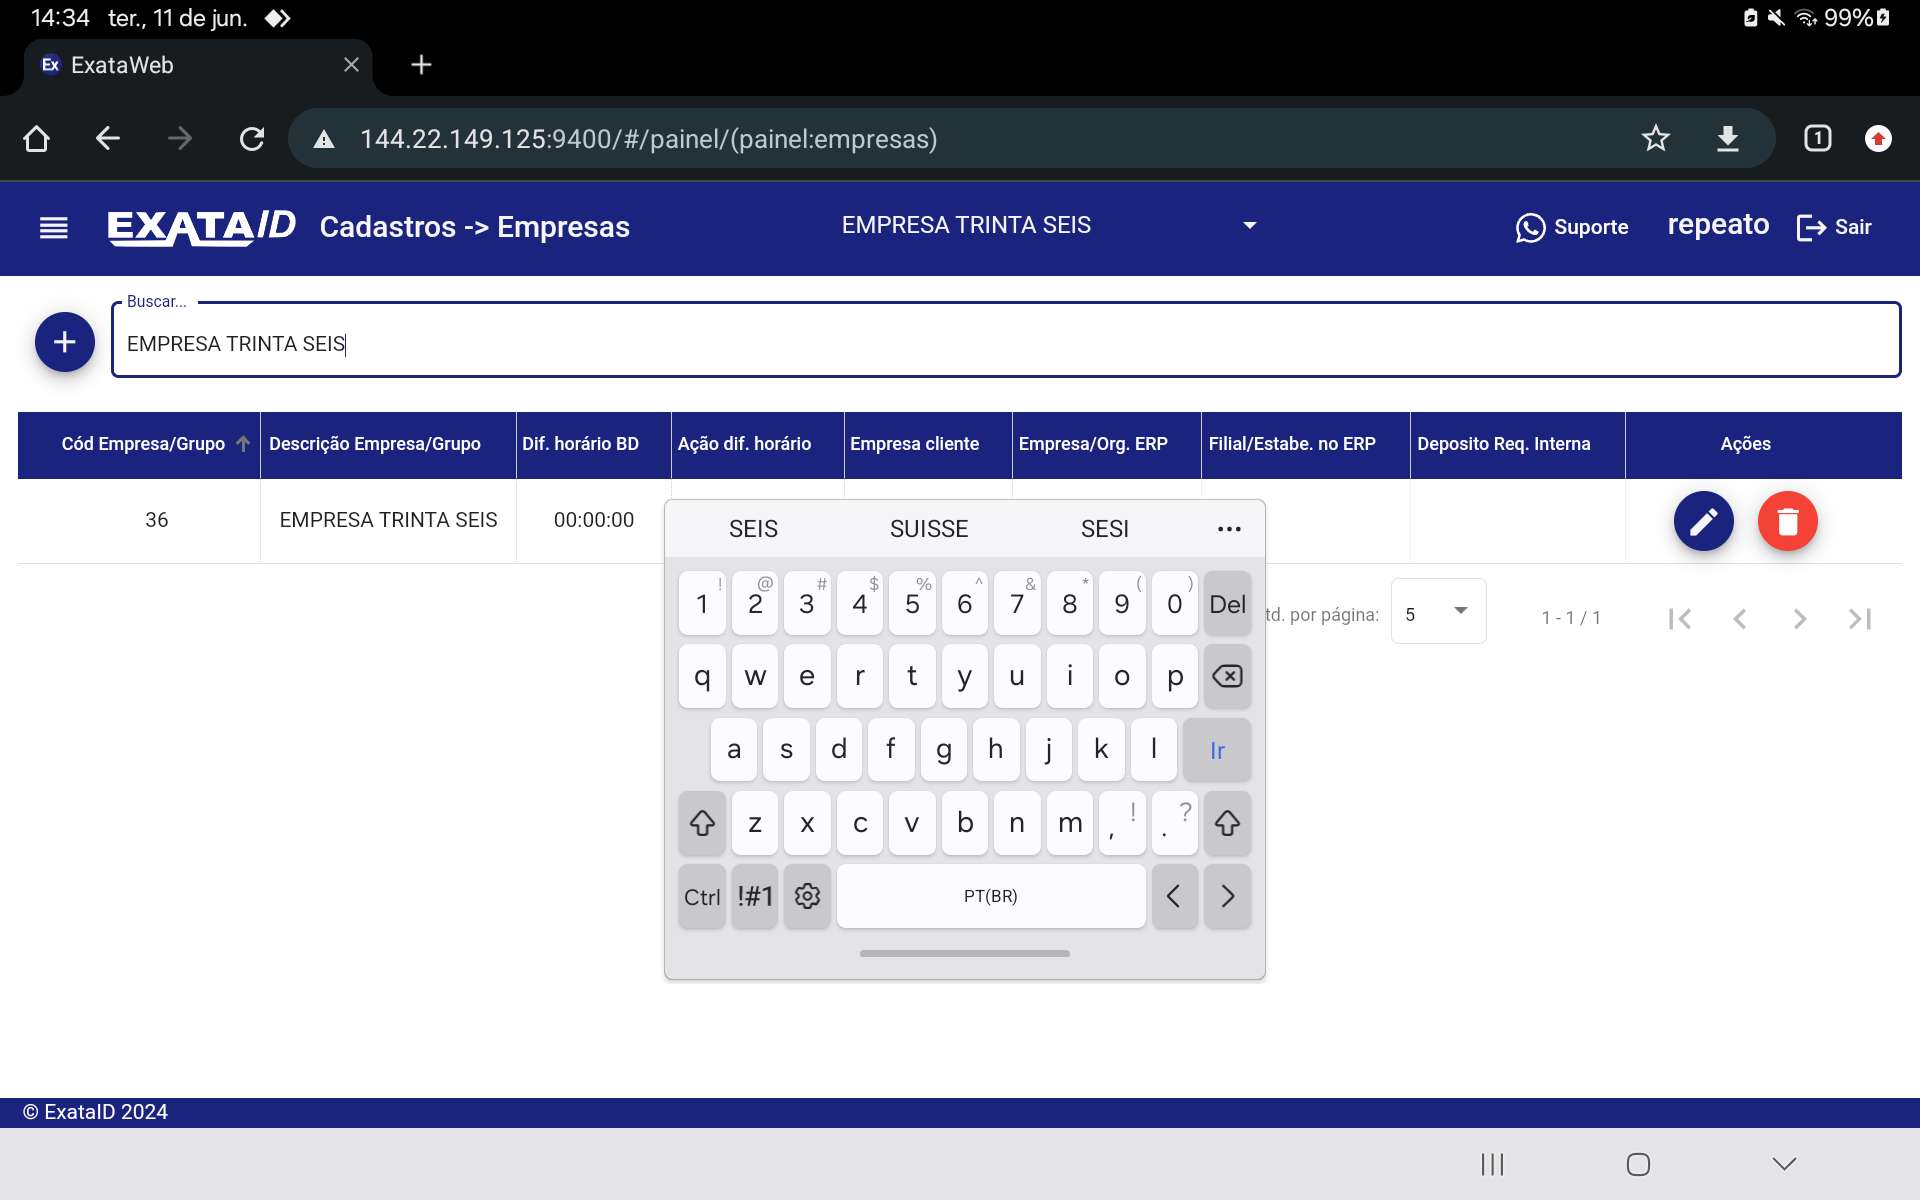 14:34 ter., 11 de jun. 99%
Ex ExataWeb
144.22.149.125:9400/#/painel/(painel:empresas) 1
EXATAID Cadastros -> Empresas EMPRESA TRINTA SEIS Suporte repeato Sair
Buscar...
EMPRESA TRINTA SEIS
Cód Empresa/Grupo Descrição Empresa/Grupo Dif. horário BD Ação dif. horário Empresa cliente Empresa/Org. ERP Filial/Estabe. no ERP Deposito Req. Interna Ações
36 EMPRESA TRINTA SEIS 00:00:00
td. por página: 5 1 - 1 / 1
SEIS SUISSE SESI ...
! @ # $ % ^ & * ( )
1 2 3 4 5 6 7 8 9 0 Del
q w e r t y u i o p
a s d f g h j k l Ir
z x c v b n m , ! . ?
Ctrl !#1 PT(BR) < >
© ExataID 2024